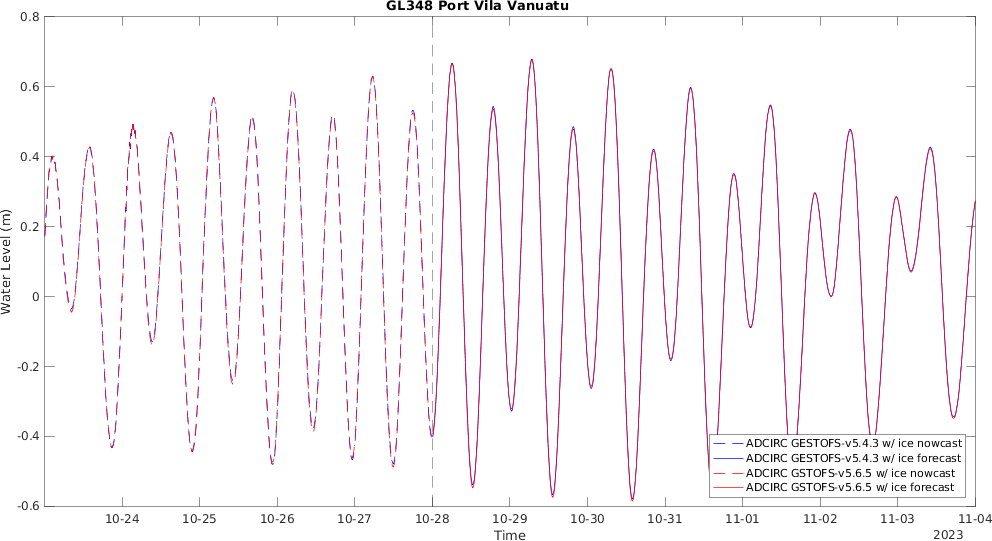 GL348 Port Vila Vanuatu
0.8
0.6
0.4
0.2
0
-0.2
-0.4
-0.6
Water Level (m)
ADCIRC GESTOFS-v5.4.3 w/ ice nowcast
ADCIRC GESTOFS-v5.4.3 w/ ice forecast
ADCIRC GSTOFS-v5.6.5 w/ ice nowcast
ADCIRC GSTOFS-v5.6.5 w/ ice forecast
10-24 10-25 10-26 10-27 10-28 10-29 10-30 10-31 11-01 11-02 11-03 11-04
Time
2023